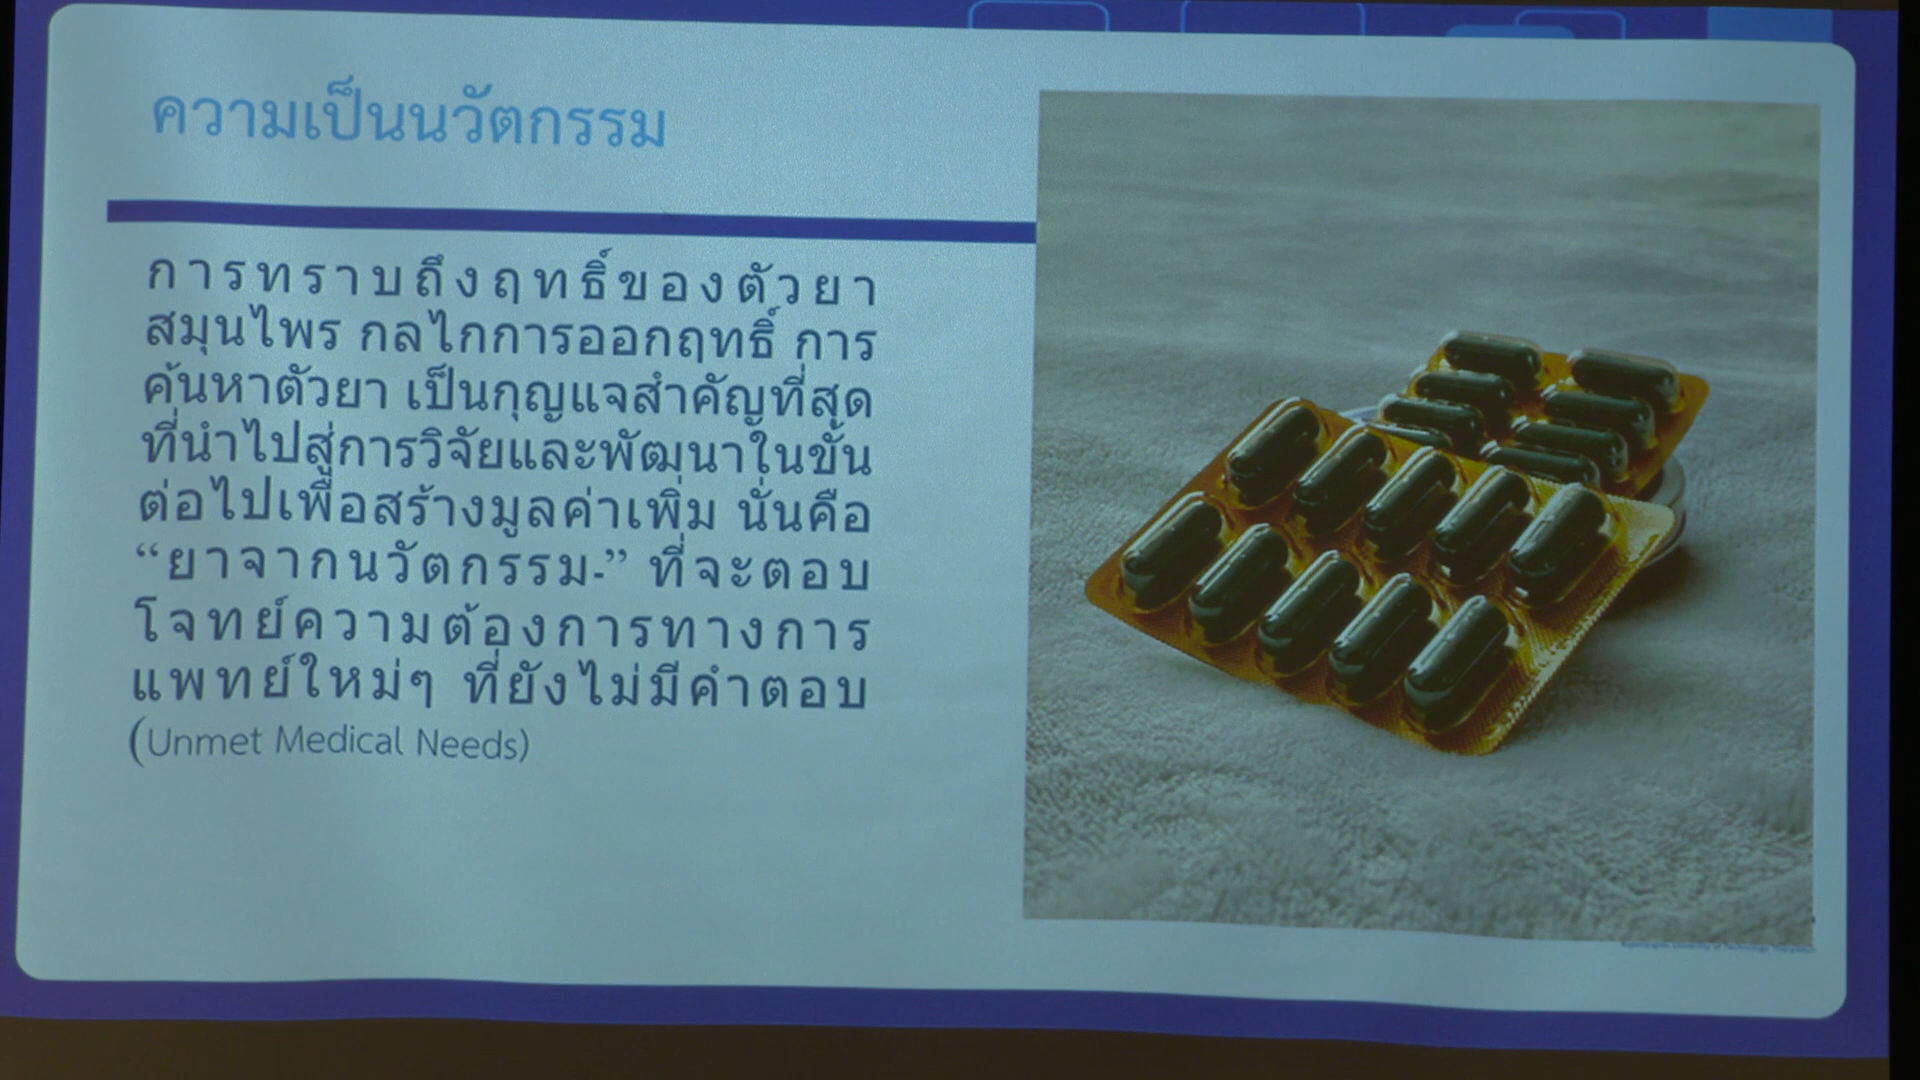 ความเป็นนวัตกรรม
การทราบถึงฤทธิ์ของตัวยา
สมุนไพร กลไกการออกฤทธิ์ การ
ค้นหาตัวยา เป็นกุญแจสำคัญที่สุด
ที่นำไปสู่การวิจัยและพัฒนาในขั้น
ต่อไปเพื่อสร้างมูลค่าเพิ่ม นั่นคือ
“ยาจากนวัตกรรม-” ที่จะตอบ
โจทย์ความต้องการทางการ
แพทย์ใหม่ๆ ที่ยังไม่มีคำตอบ
(Unmet Medical Needs)